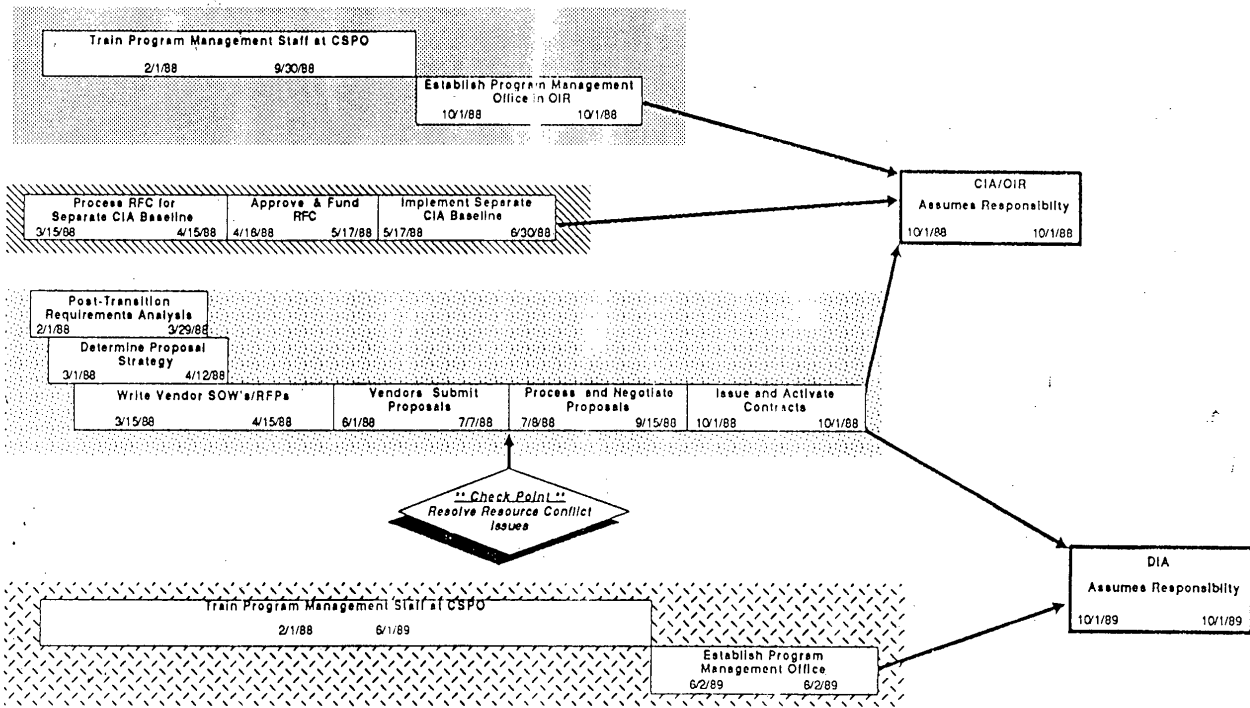 Train Program Management Staff at CSPO
2/1/88 9/30/88
Establish Program Management
Office in OIR
10/1/88 10/1/88
CIA/OIR
Assumes Responsibilty
10/1/88 10/1/88
Process RFC for
Separate CIA Baseline
3/15/88 4/15/88
Approve & Fund
RFC
4/16/88 5/17/88
Implement Separate
CIA Baseline
5/17/88 6/30/88
Post-Transition
Requirements Analysis
2/1/88 3/29/88
Determine Proposal
Strategy
3/1/88 4/12/88
Write Vendor SOW's/RFPs
3/15/88 4/15/88
Vendors Submit
Proposals
6/1/88 7/7/88
Process and Negotiate
Proposals
7/8/88 9/15/88
Issue and Activate
Contracts
10/1/88 10/1/88
** Check Point **
Resolve Resource Conflict
Issues
DIA
Assumes Responsibilty
10/1/89 10/1/89
Train Program Management Staff at CSPO
2/1/88 6/1/89
Establish Program
Management Office
6/2/89 6/2/89